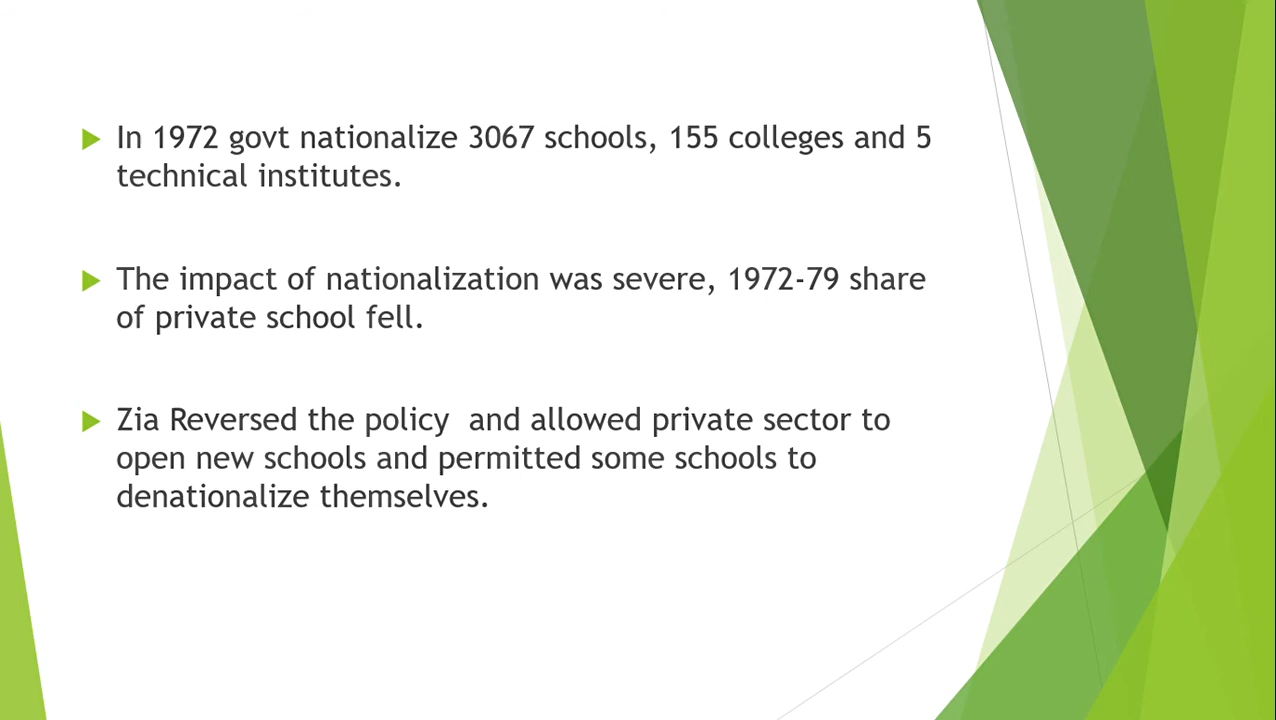 In 1972 govt nationalize 3067 schools, 155 colleges and 5
technical institutes.
The impact of nationalization was severe, 1972-79 share
of private school fell.
Zia Reversed the policy  and allowed private sector to
open new schools and permitted some schools to
denationalize themselves.